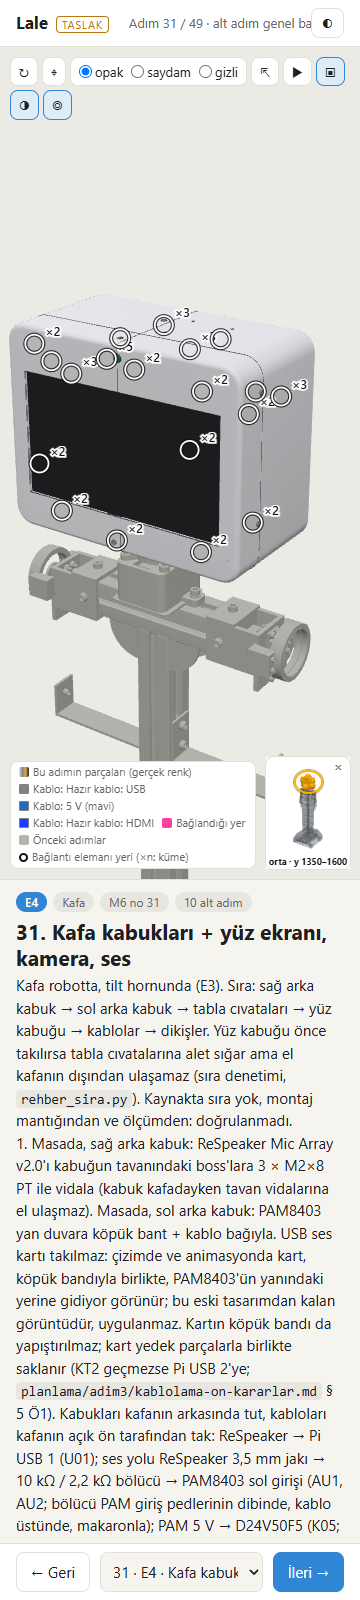 Lale TASLAK Adım 31 / 49 · alt adım genel ba
opak saydam gizli
×3
×2
×3
×2
×2
×3
×2
×2
×2
×2
×2
×2
Bu adımın parçaları (gerçek renk)
Kablo: Hazır kablo: USB
Kablo: 5 V (mavi)
Kablo: Hazır kablo: HDMI Bağlandığı yer
Önceki adımlar
Bağlantı elemanı yeri (×n: küme)
×
orta · y 1350–1600
E4 Kafa M6 no 31 10 alt adım
31. Kafa kabukları + yüz ekranı,
kamera, ses
Kafa robotta, tilt hornunda (E3). Sıra: sağ arka
kabuk → sol arka kabuk → tabla cıvataları → yüz
kabuğu → kablolar → dikişler. Yüz kabuğu önce
takılırsa tabla cıvatalarına alet sığar ama el
kafanın dışından ulaşamaz (sıra denetimi,
rehber_sira.py ). Kaynakta sıra yok, montaj
mantığından ve ölçümden: doğrulanmadı.
1. Masada, sağ arka kabuk: ReSpeaker Mic Array
v2.0'ı kabuğun tavanındaki boss'lara 3 × M2×8
PT ile vidala (kabuk kafadayken tavan vidalarına
el ulaşmaz). Masada, sol arka kabuk: PAM8403
yan duvara köpük bant + kablo bağıyla. USB ses
kartı takılmaz: çizimde ve animasyonda kart,
köpük bandıyla birlikte, PAM8403'ün yanındaki
yerine gidiyor görünür; bu eski tasarımdan kalan
görüntüdür, uygulanmaz. Kartın köpük bandı da
yapıştırılmaz; kart yedek parçalarla birlikte
saklanır (KT2 geçmezse Pi USB 2'ye;
planlama/adim3/kablolama-on-kararlar.md §
5 Ö1). Kabukları kafanın arkasında tut, kabloları
kafanın açık ön tarafından tak: ReSpeaker → Pi
USB 1 (U01); ses yolu ReSpeaker 3,5 mm jakı →
10 kΩ / 2,2 kΩ bölücü → PAM8403 sol girişi (AU1,
AU2; bölücü PAM giriş pedlerinin dibinde, kablo
üstünde, makaronla); PAM 5 V → D24V50F5 (K05;
← Geri 31 · E4 · Kafa kabuk İleri →